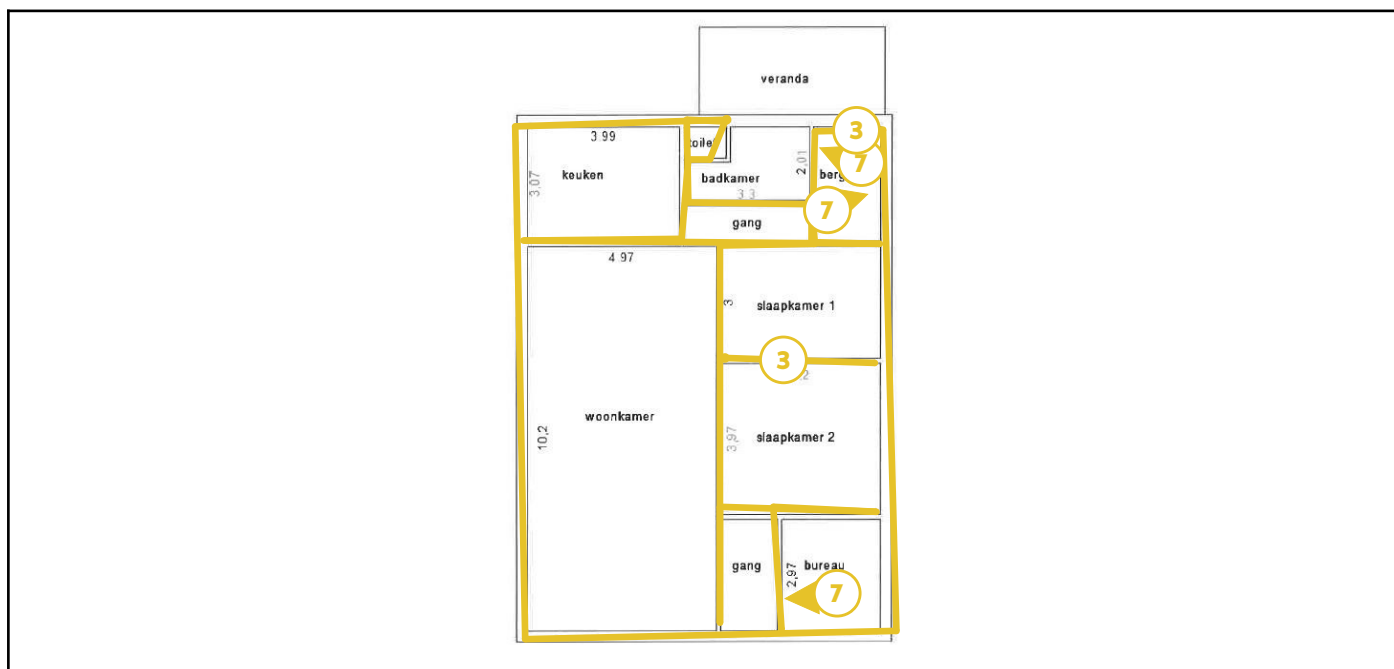 veranda
3
3.99
toile
7
keuken
3,07
badkamer
2,01
berg
3.3
7
gang
4.97
slaapkamer 1
3
3
woonkamer
10,2
slaapkamer 2
3,97
gang
bureau
2,97
7